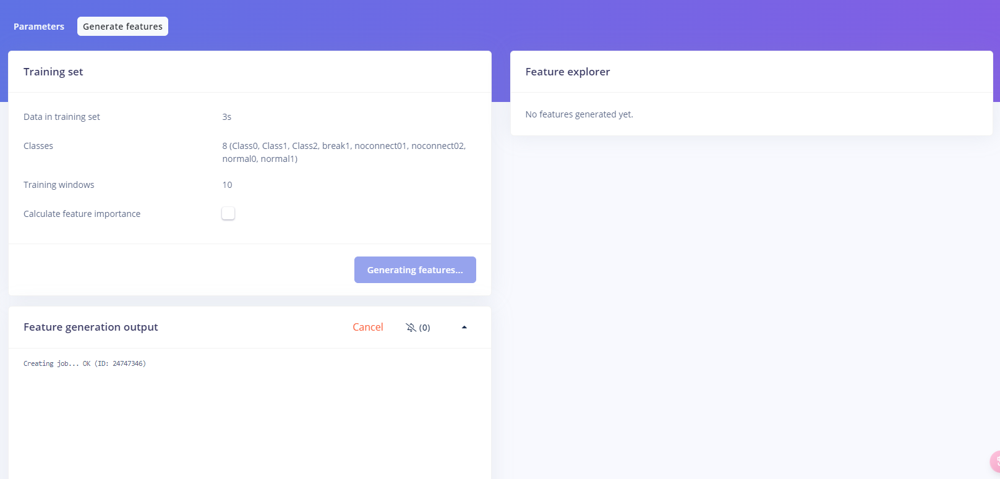 Parameters
Generate features
Training set
Data in training set
3s
Classes
8 (Class0, Class1, Class2, break1, noconnect01, noconnect02,
normal0, normal1)
Training windows
10
Calculate feature importance
Generating features...
Feature generation output
Cancel
(0)
Creating job... OK (ID: 24747346)
Feature explorer
No features generated yet.